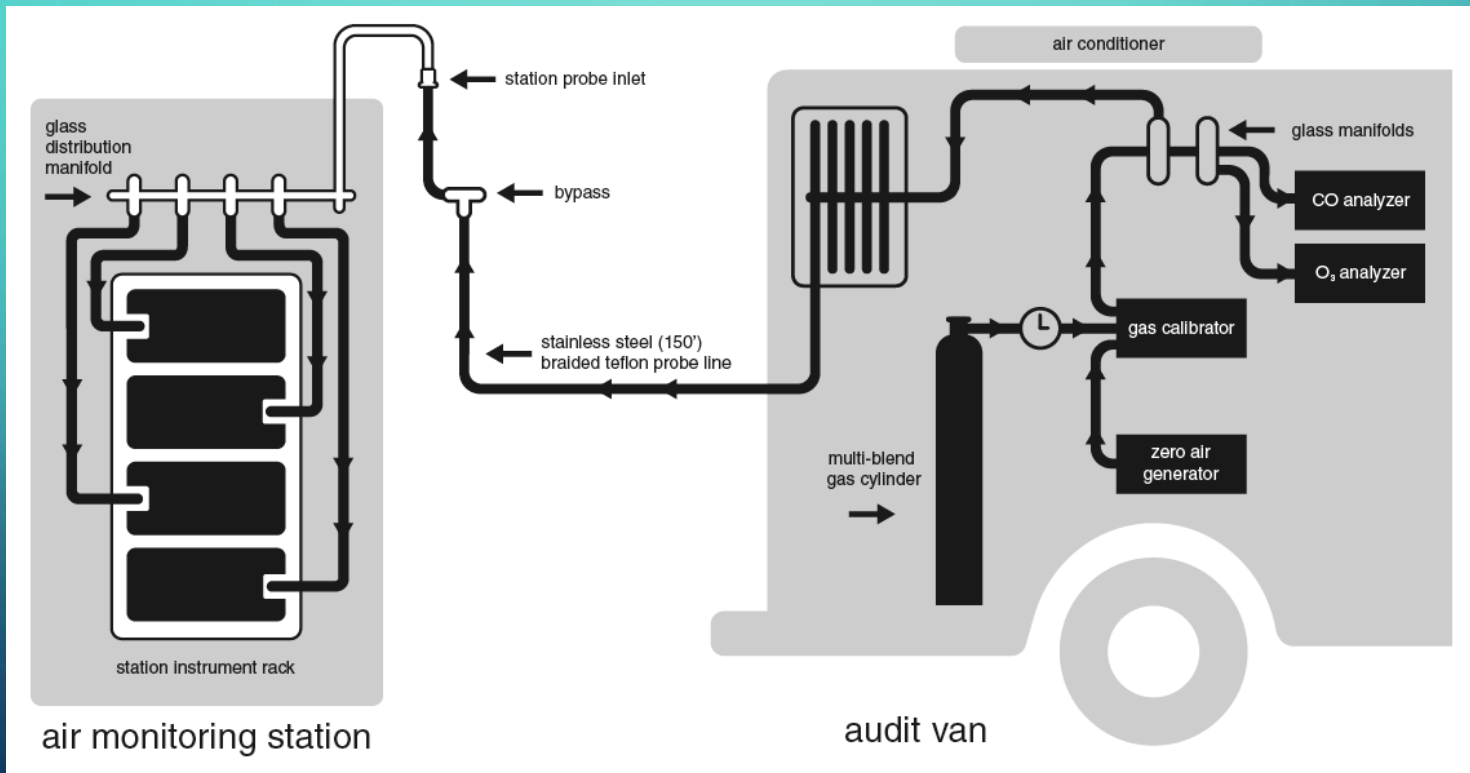 air conditioner
station probe inlet
glass
distribution
manifold
glass manifolds
bypass
CO analyzer
O₃ analyzer
gas calibrator
stainless steel (150')
braided teflon probe line
multi-blend
gas cylinder
zero air
generator
station instrument rack
air monitoring station
audit van